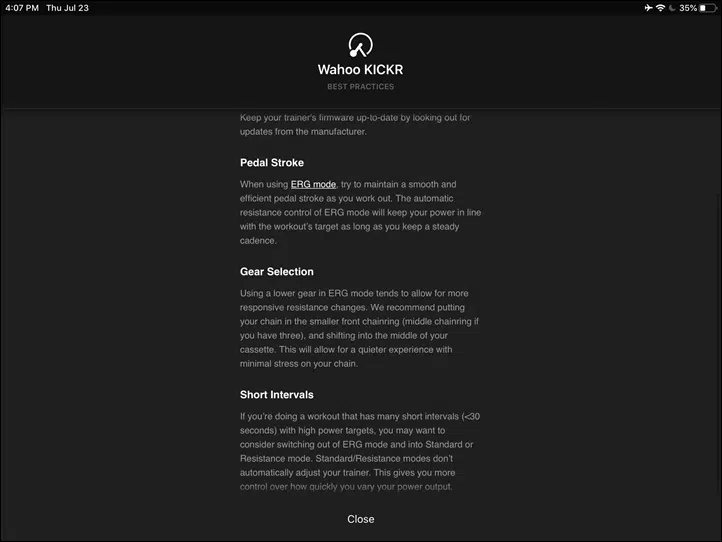 4:07 PM Thu Jul 23 35%
Wahoo KICKR
BEST PRACTICES
Keep your trainer's firmware up-to-date by looking out for
updates from the manufacturer.
Pedal Stroke
When using ERG mode, try to maintain a smooth and
efficient pedal stroke as you work out. The automatic
resistance control of ERG mode will keep your power in line
with the workout's target as long as you keep a steady
cadence.
Gear Selection
Using a lower gear in ERG mode tends to allow for more
responsive resistance changes. We recommend putting
your chain in the smaller front chainring (middle chainring if
you have three), and shifting into the middle of your
cassette. This will allow for a quieter experience with
minimal stress on your chain.
Short Intervals
If you're doing a workout that has many short intervals (<30
seconds) with high power targets, you may want to
consider switching out of ERG mode and into Standard or
Resistance mode. Standard/Resistance modes don't
automatically adjust your trainer. This gives you more
control over how quickly you vary your power output.
Close